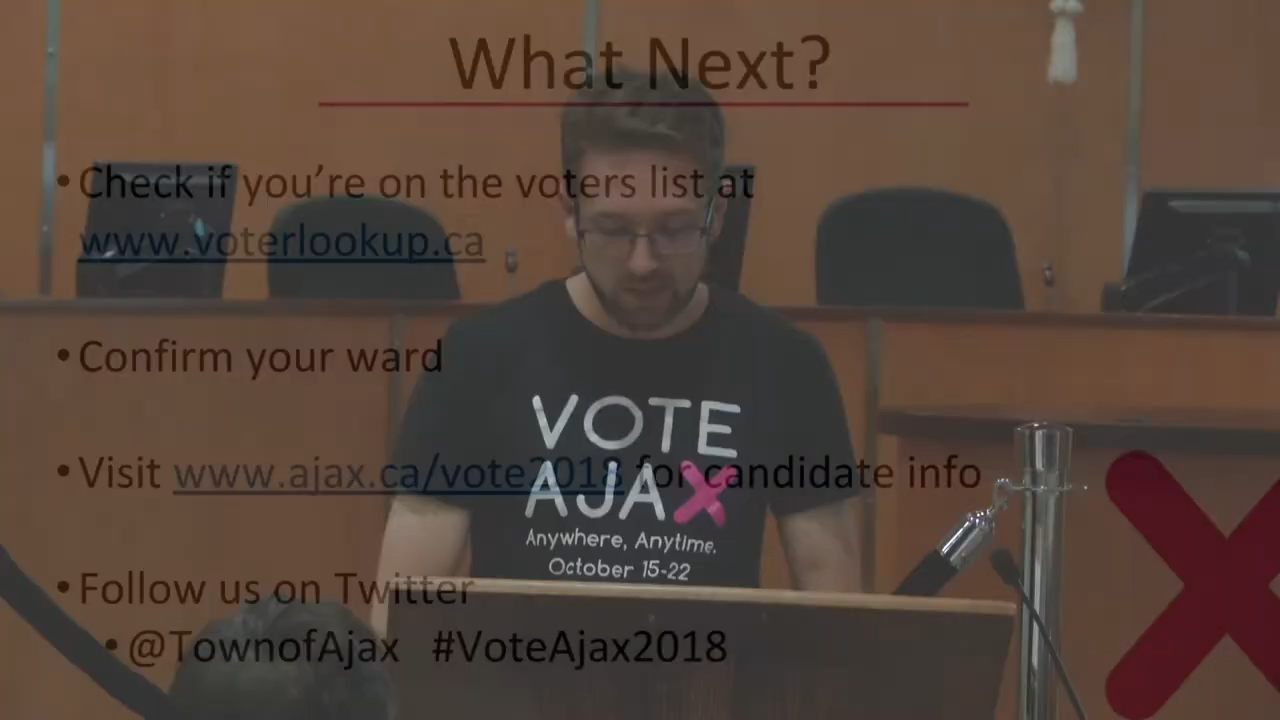 What Next?
• Check if you're on the voters list at
www.voterlookup.ca
• Confirm your ward
• Visit www.ajax.ca/vote2018 for candidate info
• Follow us on Twitter
• @TownofAjax #VoteAjax2018
VOTE
AJAX
Anywhere, Anytime,
October 15-22